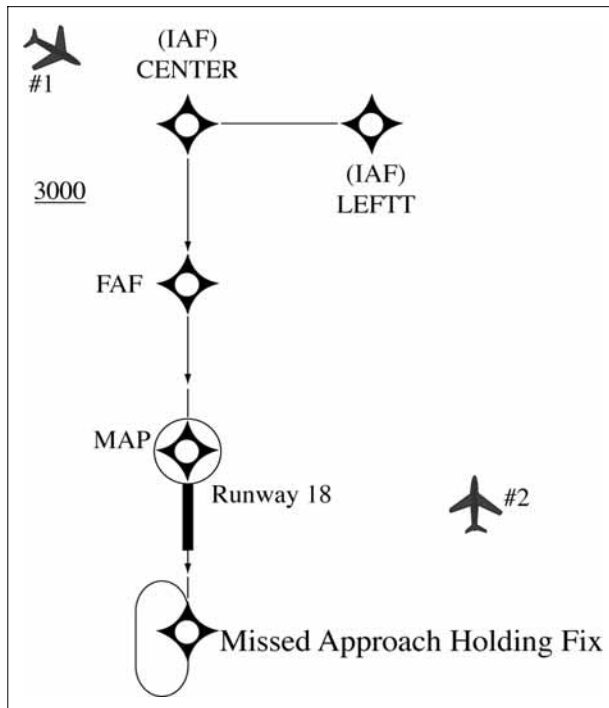 (IAF)
CENTER
#1
(IAF)
LEFTT
3000
FAF
MAP
Runway 18
#2
Missed Approach Holding Fix